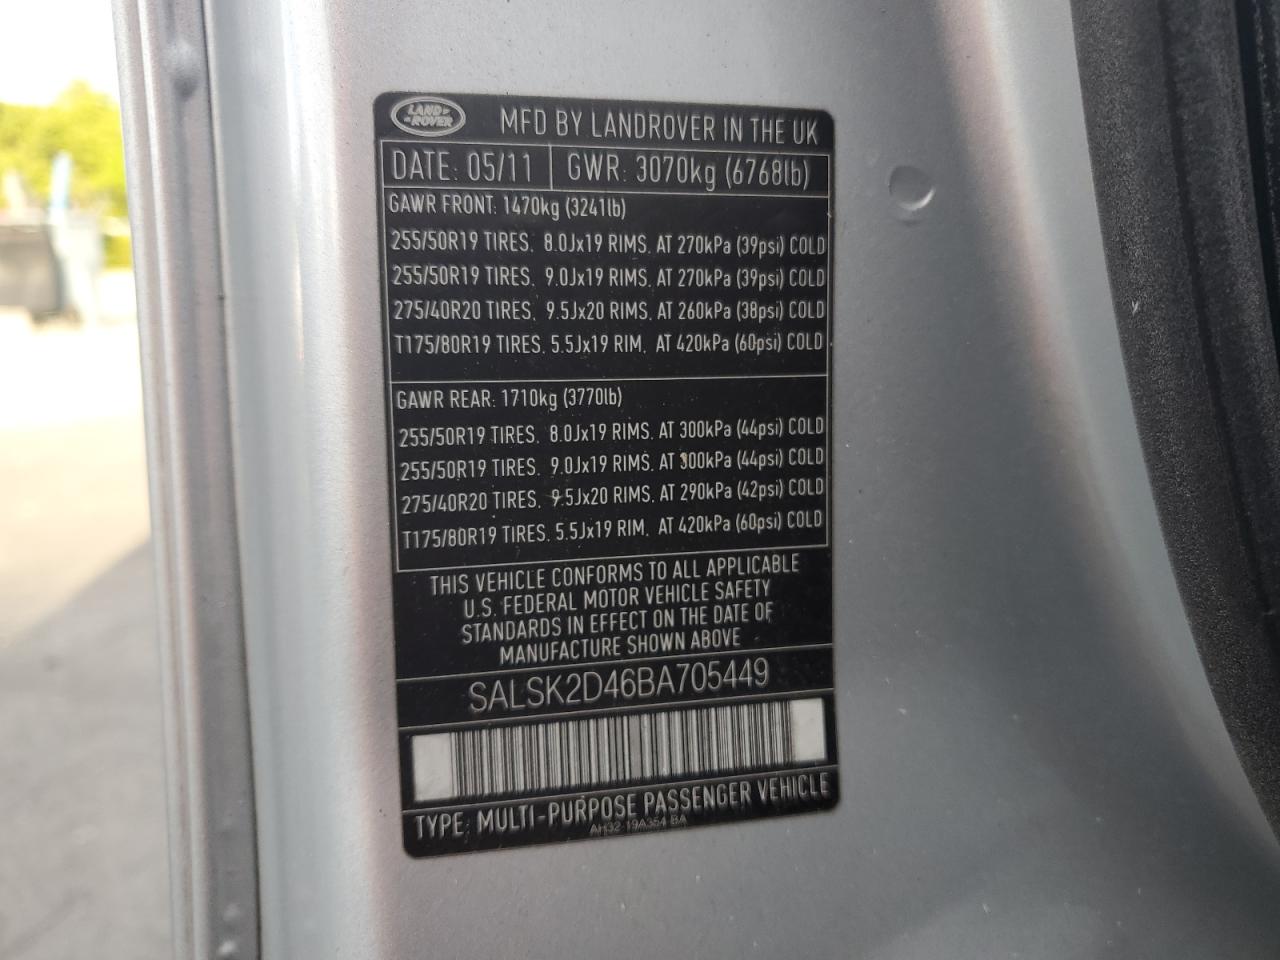 LAND ROVER
MFD BY LANDROVER IN THE UK
DATE: 05/11 GWR: 3070kg (6768lb)
GAWR FRONT: 1470kg (3241lb)
255/50R19 TIRES, 8.0Jx19 RIMS, AT 270kPa (39psi) COLD
255/50R19 TIRES, 9.0Jx19 RIMS, AT 270kPa (39psi) COLD
275/40R20 TIRES, 9.5Jx20 RIMS, AT 260kPa (38psi) COLD
T175/80R19 TIRES, 5.5Jx19 RIM, AT 420kPa (60psi) COLD
GAWR REAR: 1710kg (3770lb)
255/50R19 TIRES, 8.0Jx19 RIMS, AT 300kPa (44psi) COLD
255/50R19 TIRES, 9.0Jx19 RIMS, AT 300kPa (44psi) COLD
275/40R20 TIRES, 9.5Jx20 RIMS, AT 290kPa (42psi) COLD
T175/80R19 TIRES, 5.5Jx19 RIM, AT 420kPa (60psi) COLD
THIS VEHICLE CONFORMS TO ALL APPLICABLE
U.S. FEDERAL MOTOR VEHICLE SAFETY
STANDARDS IN EFFECT ON THE DATE OF
MANUFACTURE SHOWN ABOVE
SALSK2D46BA705449
TYPE: MULTI-PURPOSE PASSENGER VEHICLE
AH32-19A354-BA